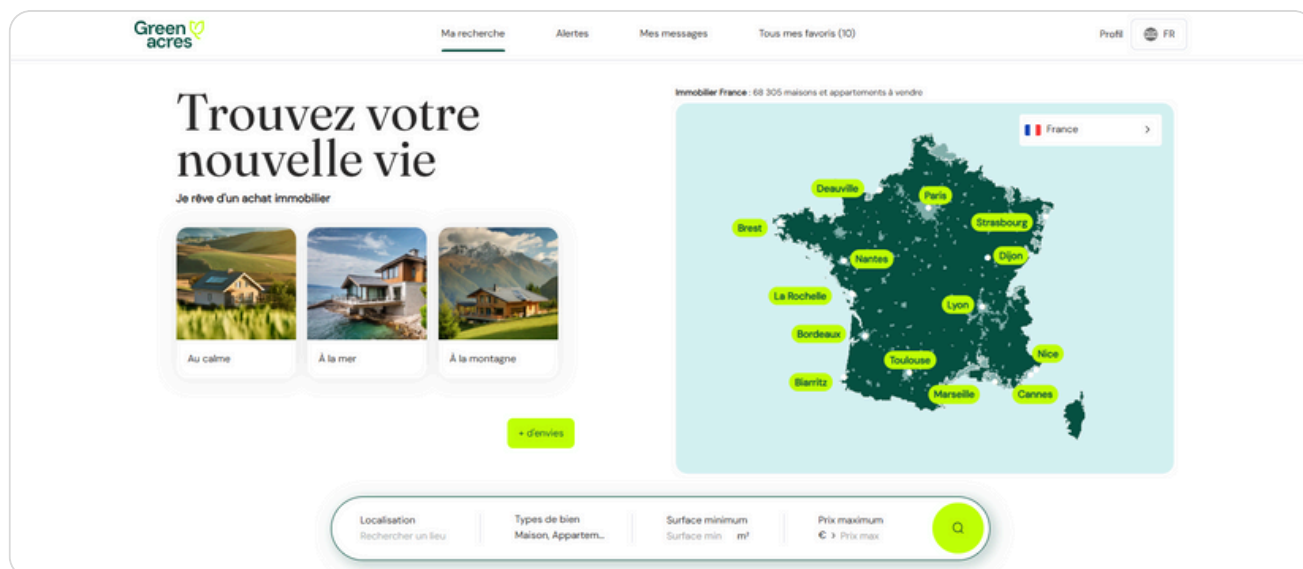 Green
acres
Ma recherche
Alertes
Mes messages
Tous mes favoris (10)
Profil
FR
Trouvez votre
nouvelle vie
Je rêve d'un achat immobilier
Au calme
À la mer
À la montagne
+ d'envies
Immobilier France : 68 305 maisons et appartements à vendre
France
Deauville
Paris
Strasbourg
Brest
Nantes
Dijon
La Rochelle
Lyon
Bordeaux
Toulouse
Nice
Biarritz
Marseille
Cannes
Localisation
Rechercher un lieu
Types de bien
Maison, Appartem...
Surface minimum
Surface min m²
Prix maximum
€ > Prix max